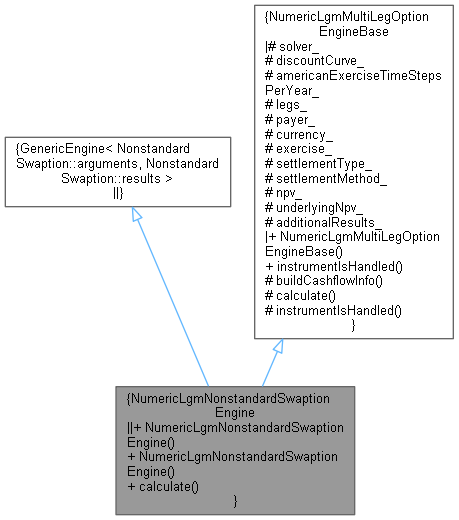 {NumericLgmMultiLegOption
EngineBase
|# solver_
# discountCurve_
# americanExerciseTimeSteps
PerYear_
# legs_
# payer_
# currency_
# exercise_
# settlementType_
# settlementMethod_
# npv_
# underlyingNpv_
# additionalResults_
|+ NumericLgmMultiLegOption
EngineBase()
+ instrumentIsHandled()
# buildCashflowInfo()
# calculate()
# instrumentIsHandled()
}
{GenericEngine< Nonstandard
Swaption::arguments, Nonstandard
Swaption::results >
||}
{NumericLgmNonstandardSwaption
Engine
||+ NumericLgmNonstandardSwaption
Engine()
+ NumericLgmNonstandardSwaption
Engine()
+ calculate()
}